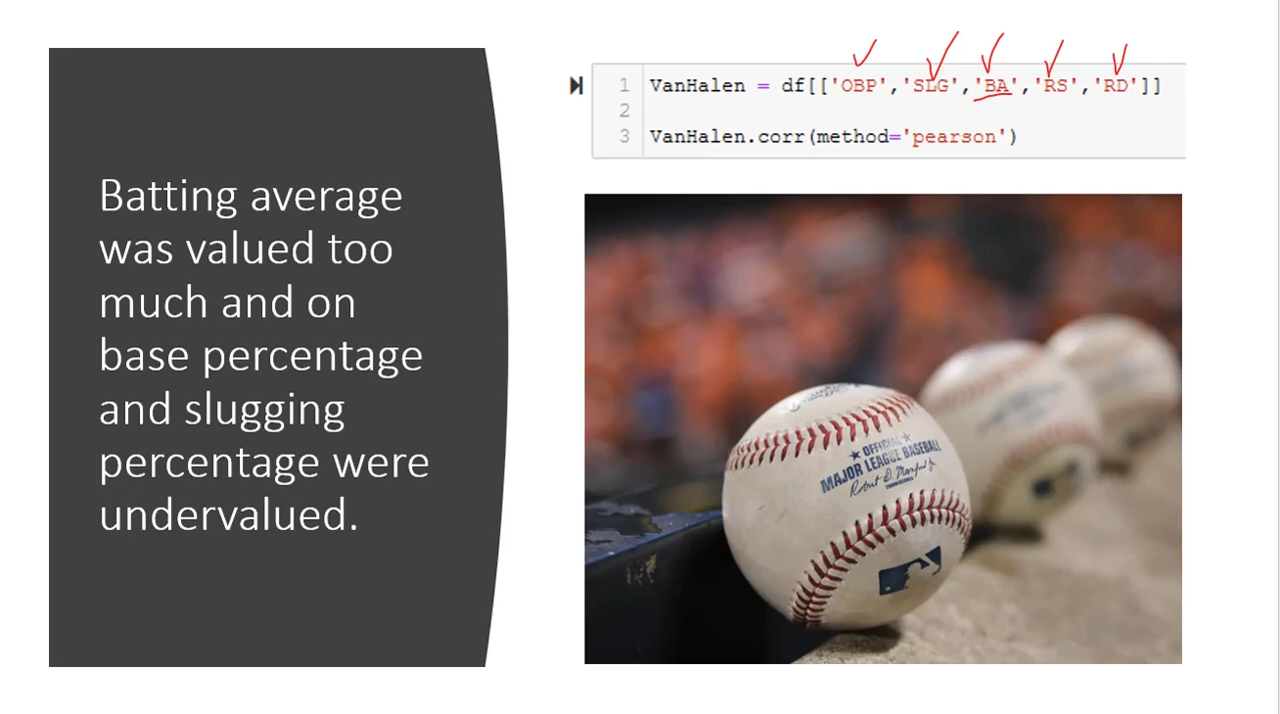 Batting average
was valued too
much and on
base percentage
and slugging
percentage were
undervalued.
1 VanHalen = df[['OBP','SLG','BA','RS','RD']]
2
3 VanHalen.corr(method='pearson')
OFFICIAL
MAJOR LEAGUE BASEBALL